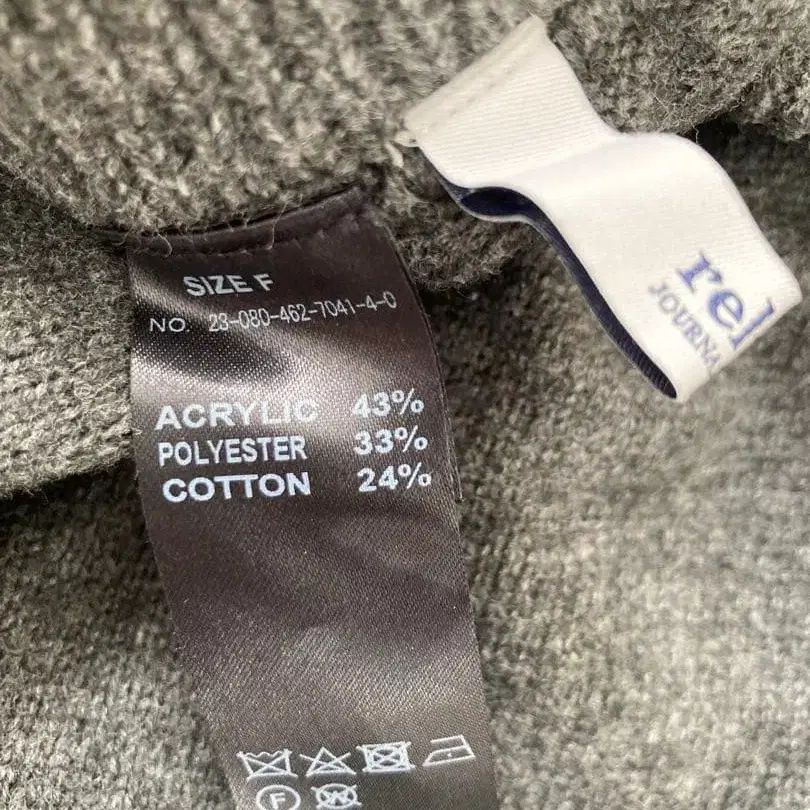 SIZE F
NO. 23-080-462-7041-4-0
ACRYLIC 43%
POLYESTER 33%
COTTON 24%
F
W
rel
JOURNA